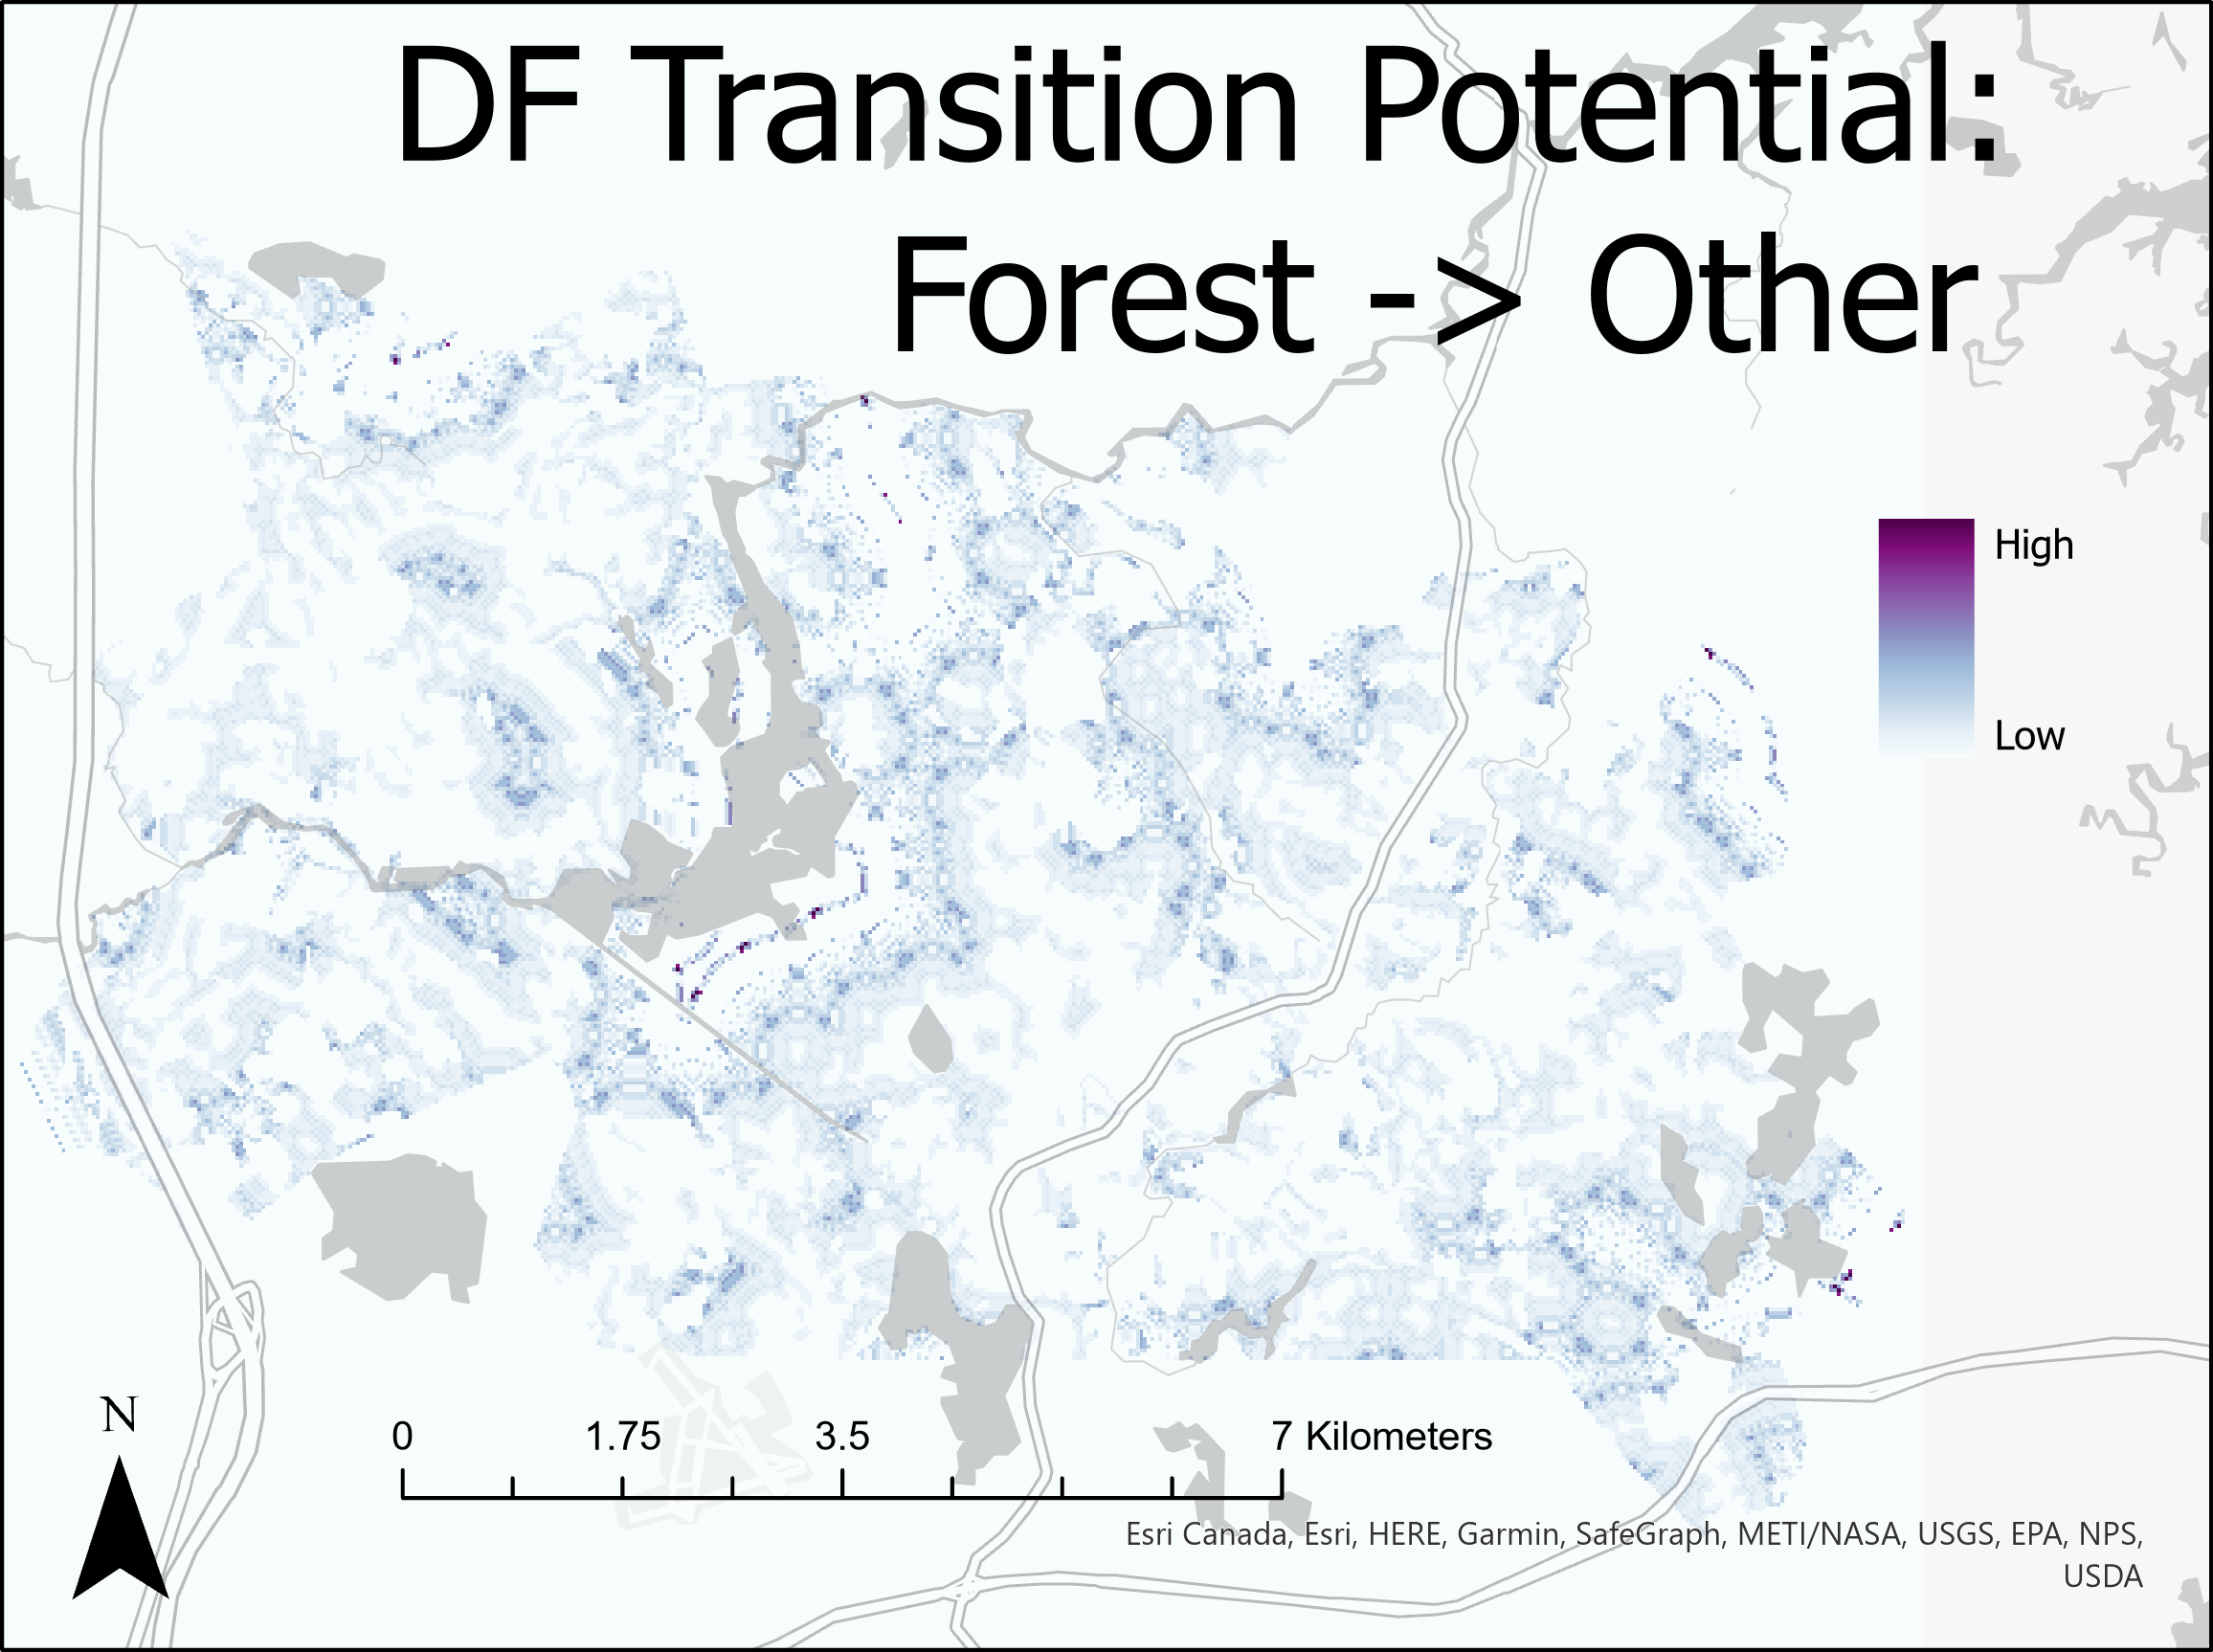 DF Transition Potential:
Forest -> Other
High
Low
N
0 1.75 3.5 7 Kilometers
Esri Canada, Esri, HERE, Garmin, SafeGraph, METI/NASA, USGS, EPA, NPS,
USDA